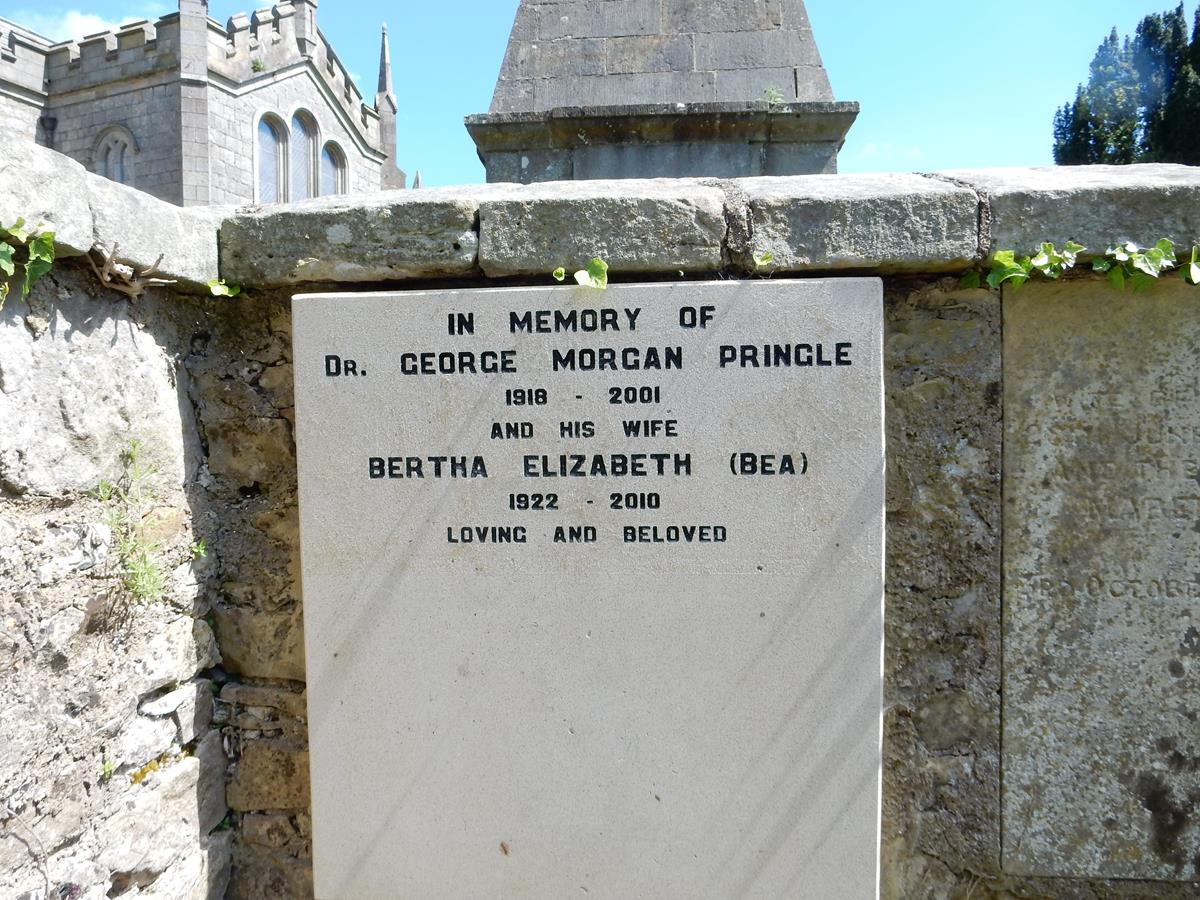 IN MEMORY OF
DR. GEORGE MORGAN PRINGLE
1918 - 2001
AND HIS WIFE
BERTHA ELIZABETH (BEA)
1922 - 2010
LOVING AND BELOVED